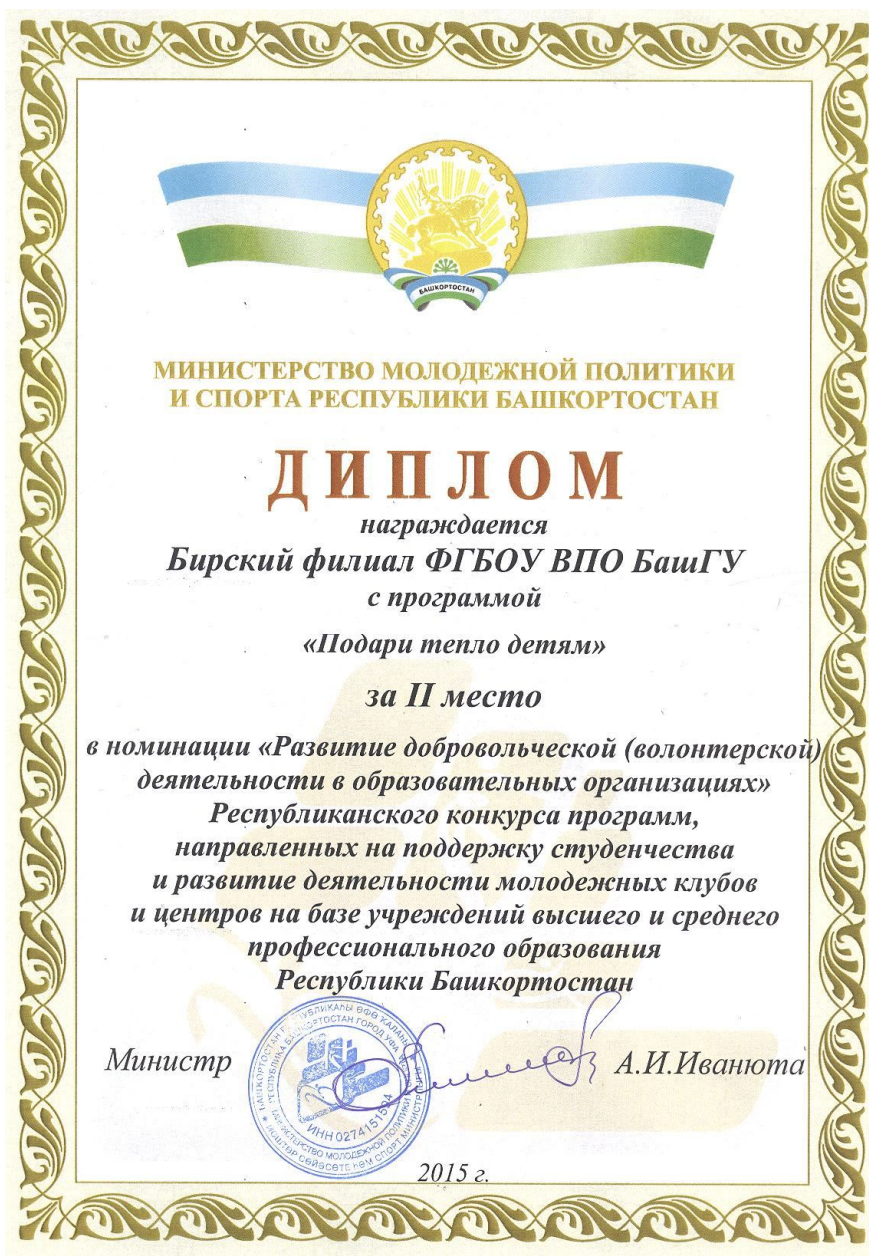 БАШКОРТОСТАН
МИНИСТЕРСТВО МОЛОДЕЖНОЙ ПОЛИТИКИ
И СПОРТА РЕСПУБЛИКИ БАШКОРТОСТАН
ДИПЛОМ
награждается
Бирский филиал ФГБОУ ВПО БашГУ
с программой
«Подари тепло детям»
за II место
в номинации «Развитие добровольческой (волонтерской)
деятельности в образовательных организациях»
Республиканского конкурса программ,
направленных на поддержку студенчества
и развитие деятельности молодежных клубов
и центров на базе учреждений высшего и среднего
профессионального образования
Республики Башкортостан
Министр
А.И.Иванюта
ИНН 0274151594
2015 г.